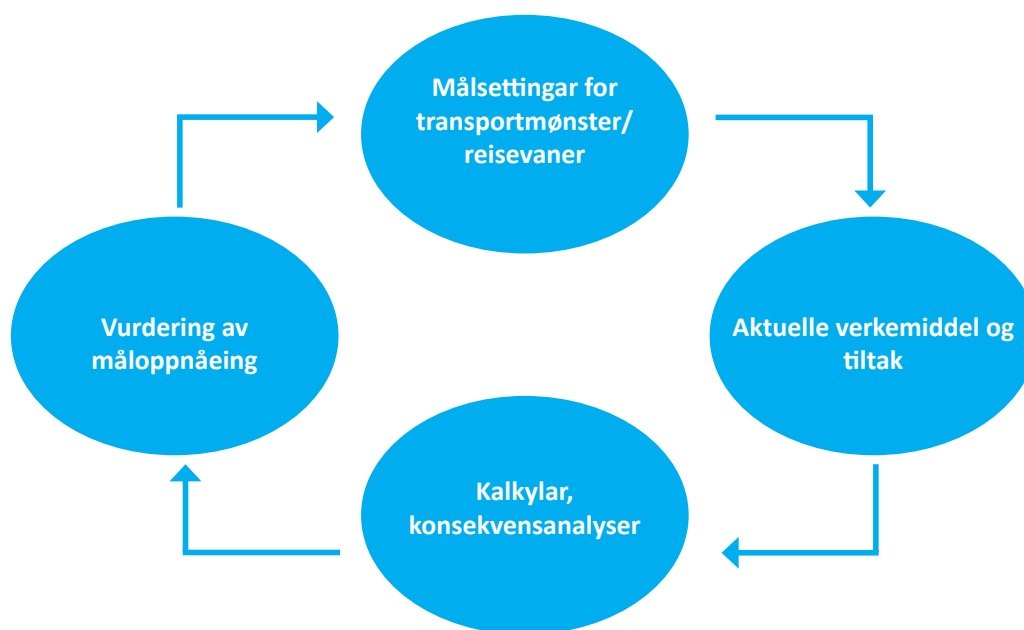 Målsettingar for
transportmønster/
reisevaner
Aktuelle verkemiddel og
tiltak
Kalkylar,
konsekvensanalyser
Vurdering av
måloppnåeing